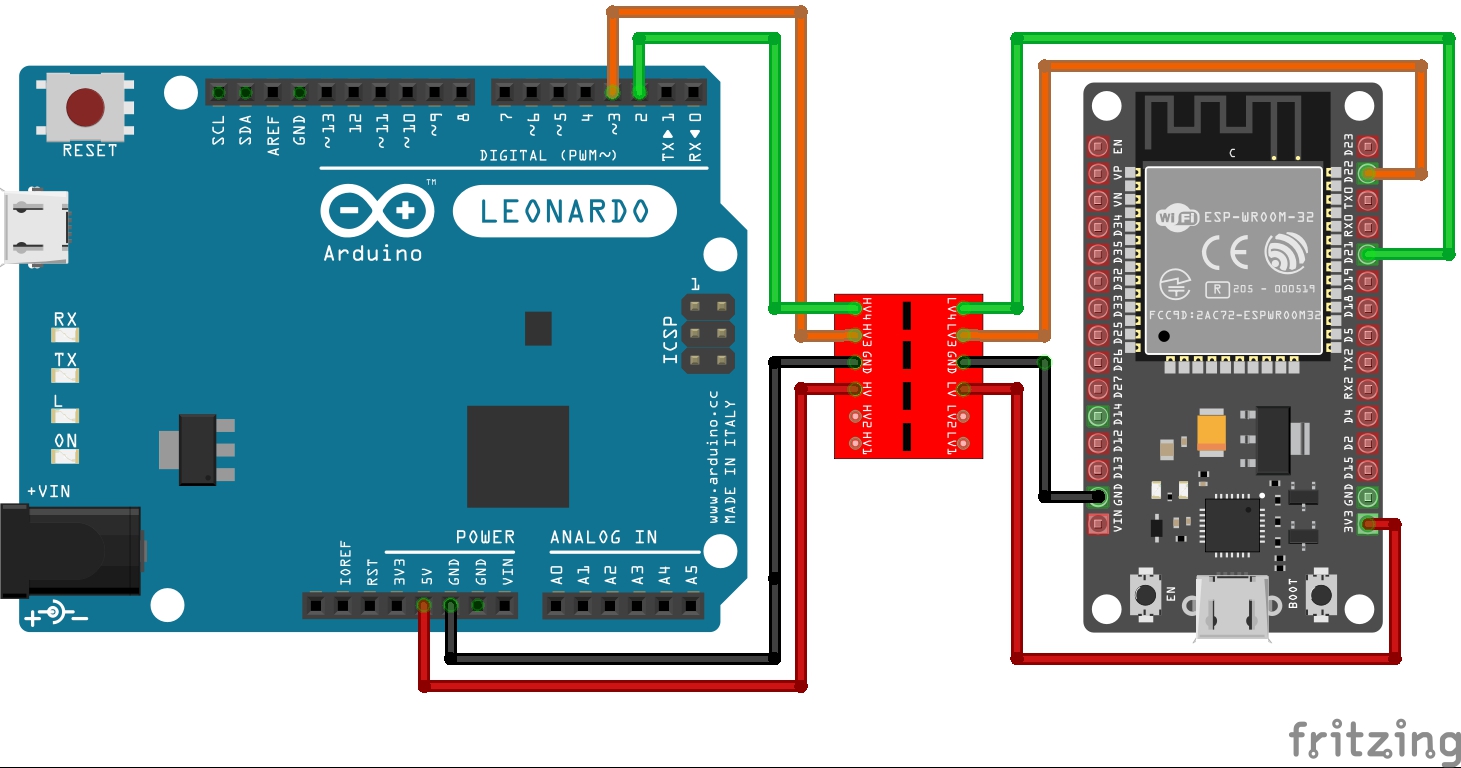 RESET
SCL SDA AREF GND ~13 12 ~11 ~10 ~9 8
7 ~6 ~5 4 ~3 2 TX▶1 RX◀0
DIGITAL (PWM~)
TM
LEONARDO
Arduino
RX
TX
L
ON
+VIN
1
ICSP
www.arduino.cc
MADE IN ITALY
POWER
ANALOG IN
IOREF RST 3V3 5V GND GND VIN
A0 A1 A2 A3 A4 A5
HV4 HV3 GND HV HV2 HV1
LV4 LV3 GND LV LV2 LV1
C
EN VP VN D34 D35 D32 D33 D25 D26 D27 D14 D12 D13 GND VIN
WiFi ESP-WROOM-32
CE
R 205 - 000519
FCC9D:2AC72-ESPWROOM32
D23 D22 TX0 RX0 D21 D19 D18 D5 TX2 RX2 D4 D2 D15 GND 3V3
EN
BOOT
fritzing